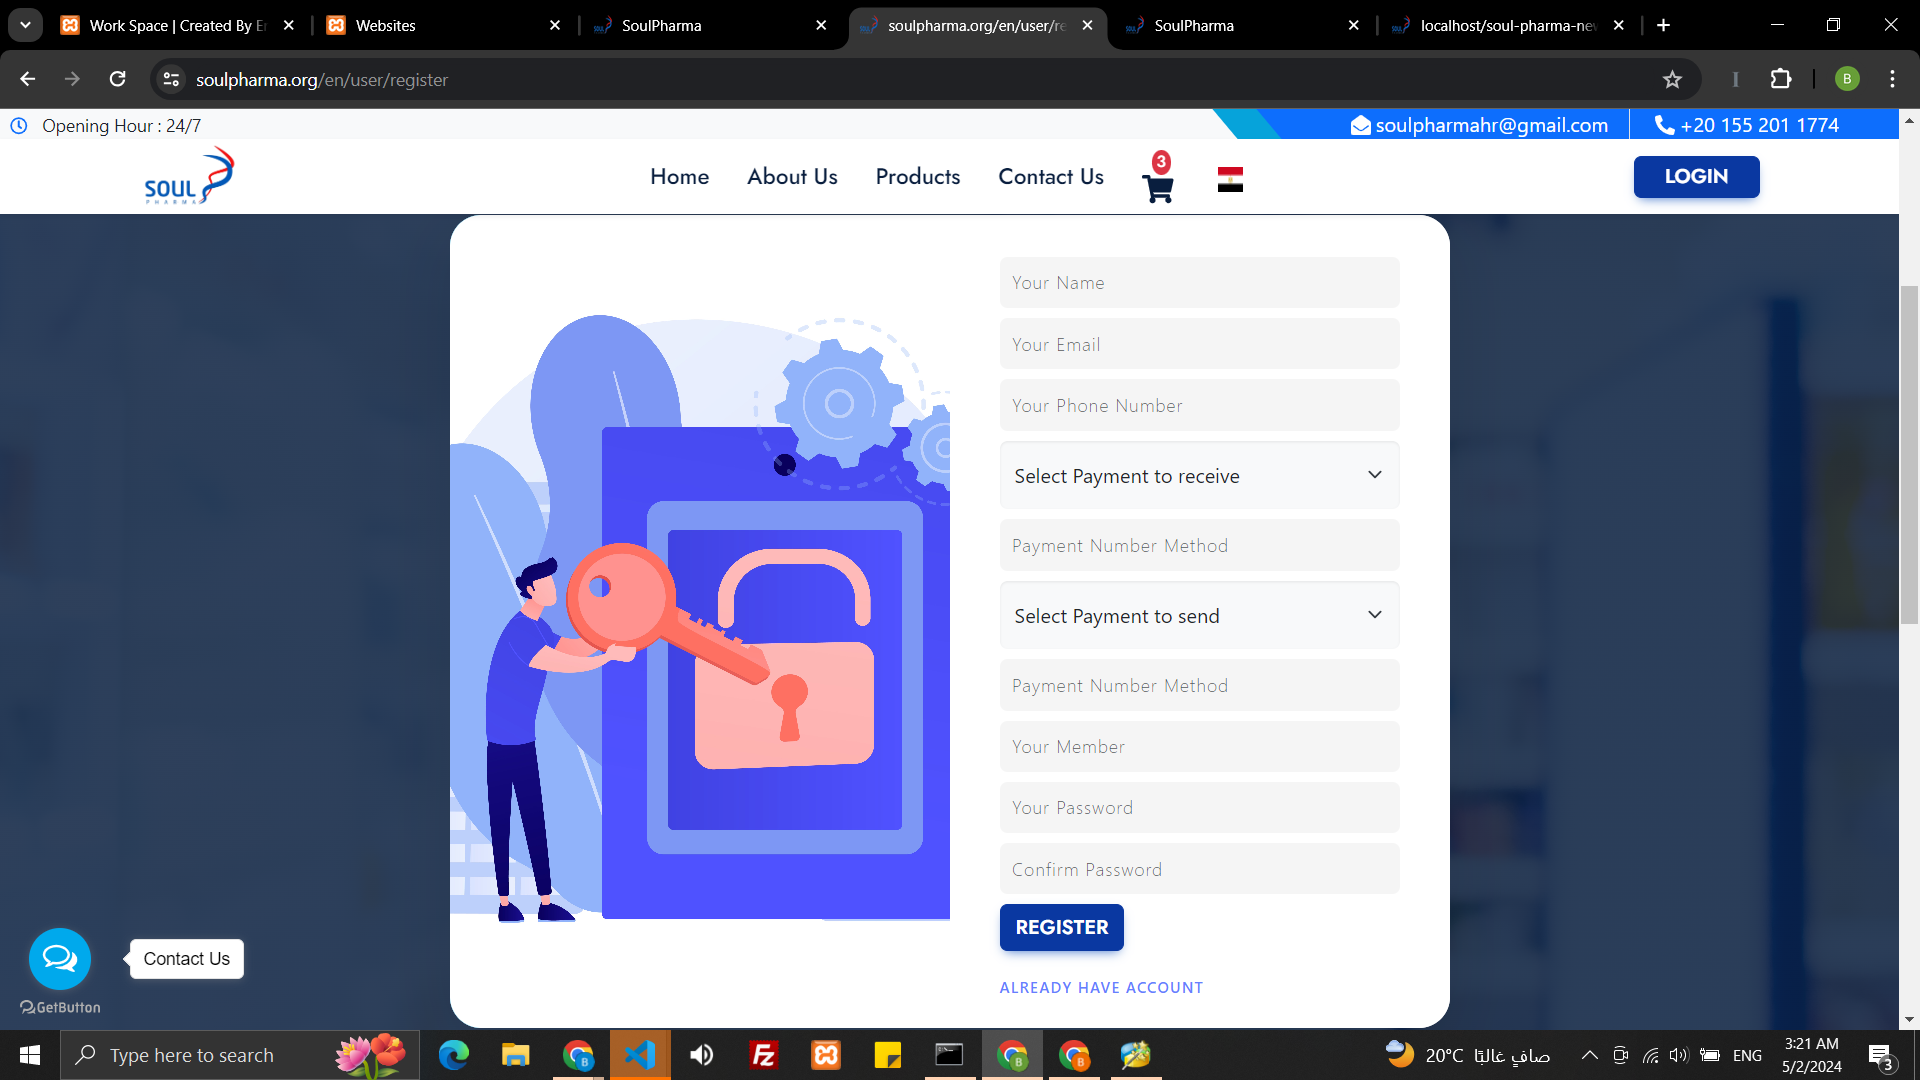 Work Space | Created By E
Websites
SoulPharma
soulpharma.org/en/user/re
SoulPharma
localhost/soul-pharma-ne
soulpharma.org/en/user/register
B
Opening Hour : 24/7
soulpharmahr@gmail.com
+20 155 201 1774
SOUL
PHARMA
Home
About Us
Products
Contact Us
3
LOGIN
Your Name
Your Email
Your Phone Number
Select Payment to receive
Payment Number Method
Select Payment to send
Payment Number Method
Your Member
Your Password
Confirm Password
REGISTER
ALREADY HAVE ACCOUNT
Contact Us
GetButton
Type here to search
20°C صافٍ غالبًا
ENG
3:21 AM
5/2/2024
3